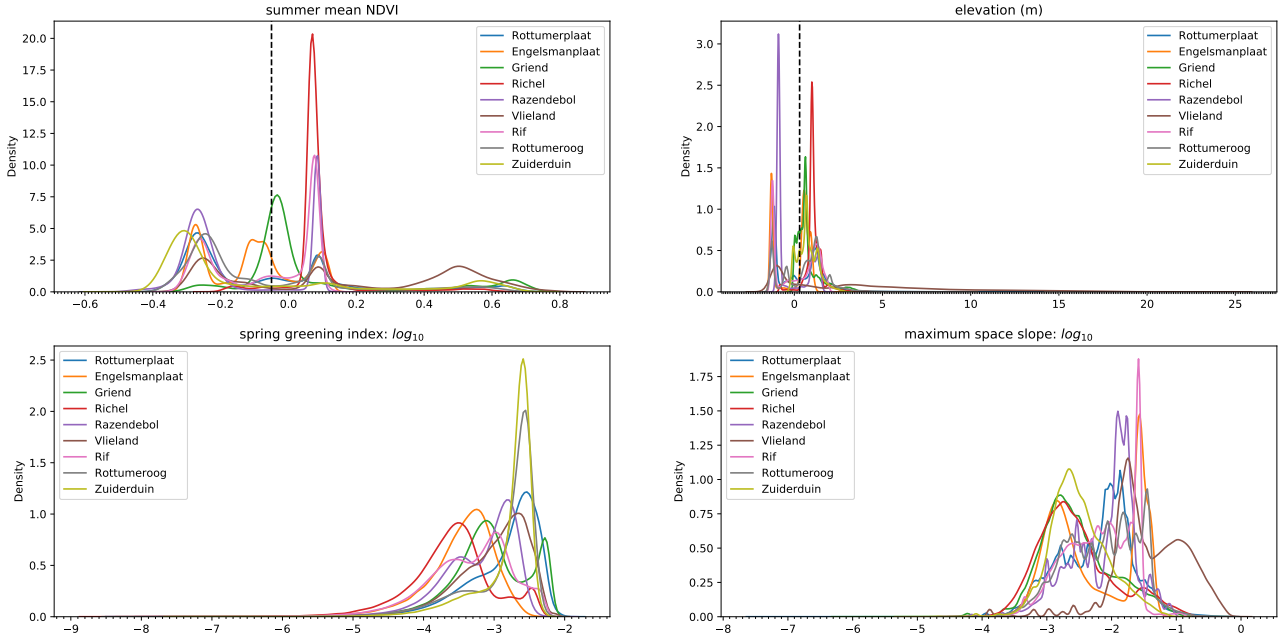 summer mean NDVI
Density
20.0
17.5
15.0
12.5
10.0
7.5
5.0
2.5
0.0
−0.6
−0.4
−0.2
0.0
0.2
0.4
0.6
0.8
Rottumerplaat
Engelsmanplaat
Griend
Richel
Razendebol
Vlieland
Rif
Rottumeroog
Zuiderduin
elevation (m)
Density
3.0
2.5
2.0
1.5
1.0
0.5
0.0
0
5
10
15
20
25
Rottumerplaat
Engelsmanplaat
Griend
Richel
Razendebol
Vlieland
Rif
Rottumeroog
Zuiderduin
spring greening index: log10
Density
2.5
2.0
1.5
1.0
0.5
0.0
−9
−8
−7
−6
−5
−4
−3
−2
Rottumerplaat
Engelsmanplaat
Griend
Richel
Razendebol
Vlieland
Rif
Rottumeroog
Zuiderduin
maximum space slope: log10
Density
1.75
1.50
1.25
1.00
0.75
0.50
0.25
0.00
−8
−7
−6
−5
−4
−3
−2
−1
0
Rottumerplaat
Engelsmanplaat
Griend
Richel
Razendebol
Vlieland
Rif
Rottumeroog
Zuiderduin